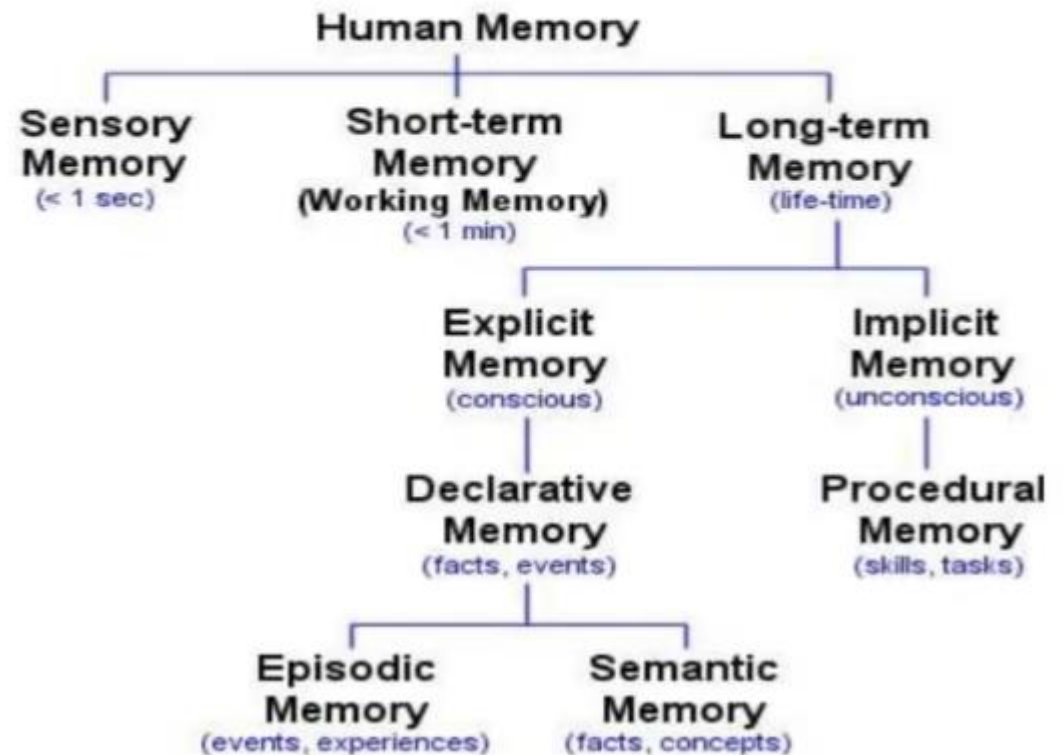 Human Memory
Sensory
Memory
(< 1 sec)
Short-term
Memory
(Working Memory)
(< 1 min)
Long-term
Memory
(life-time)
Explicit
Memory
(conscious)
Implicit
Memory
(unconscious)
Declarative
Memory
(facts, events)
Procedural
Memory
(skills, tasks)
Episodic
Memory
(events, experiences)
Semantic
Memory
(facts, concepts)